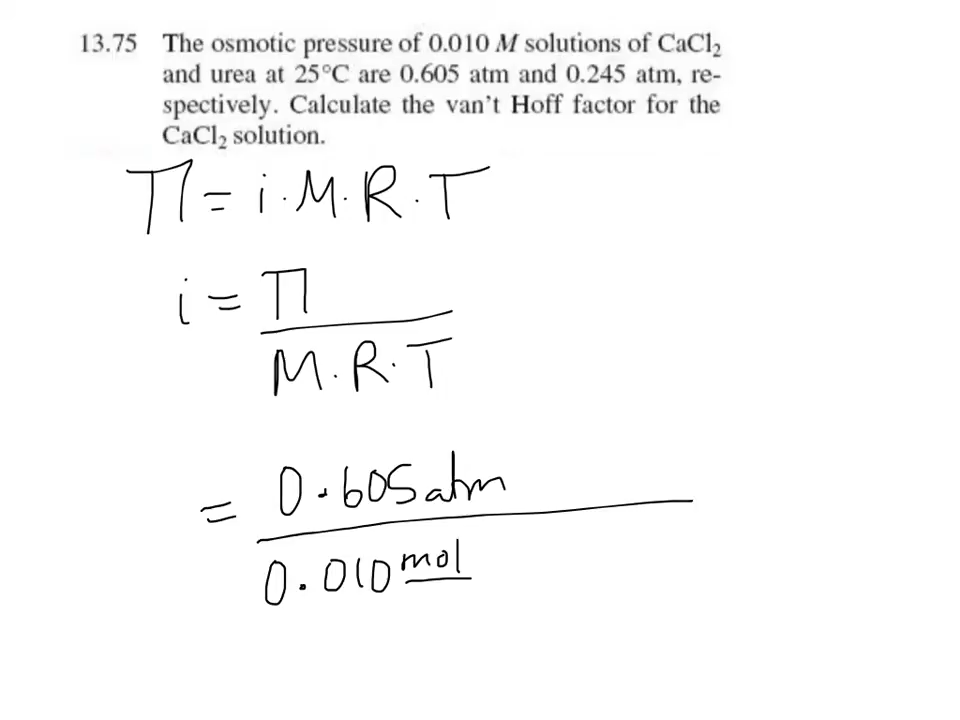 13.75 The osmotic pressure of 0.010 M solutions of CaCl₂
and urea at 25°C are 0.605 atm and 0.245 atm, re-
spectively. Calculate the van't Hoff factor for the
CaCl₂ solution.
Π = i . M . R . T
i = Π
M . R . T
= 0.605 atm
0.010 mol